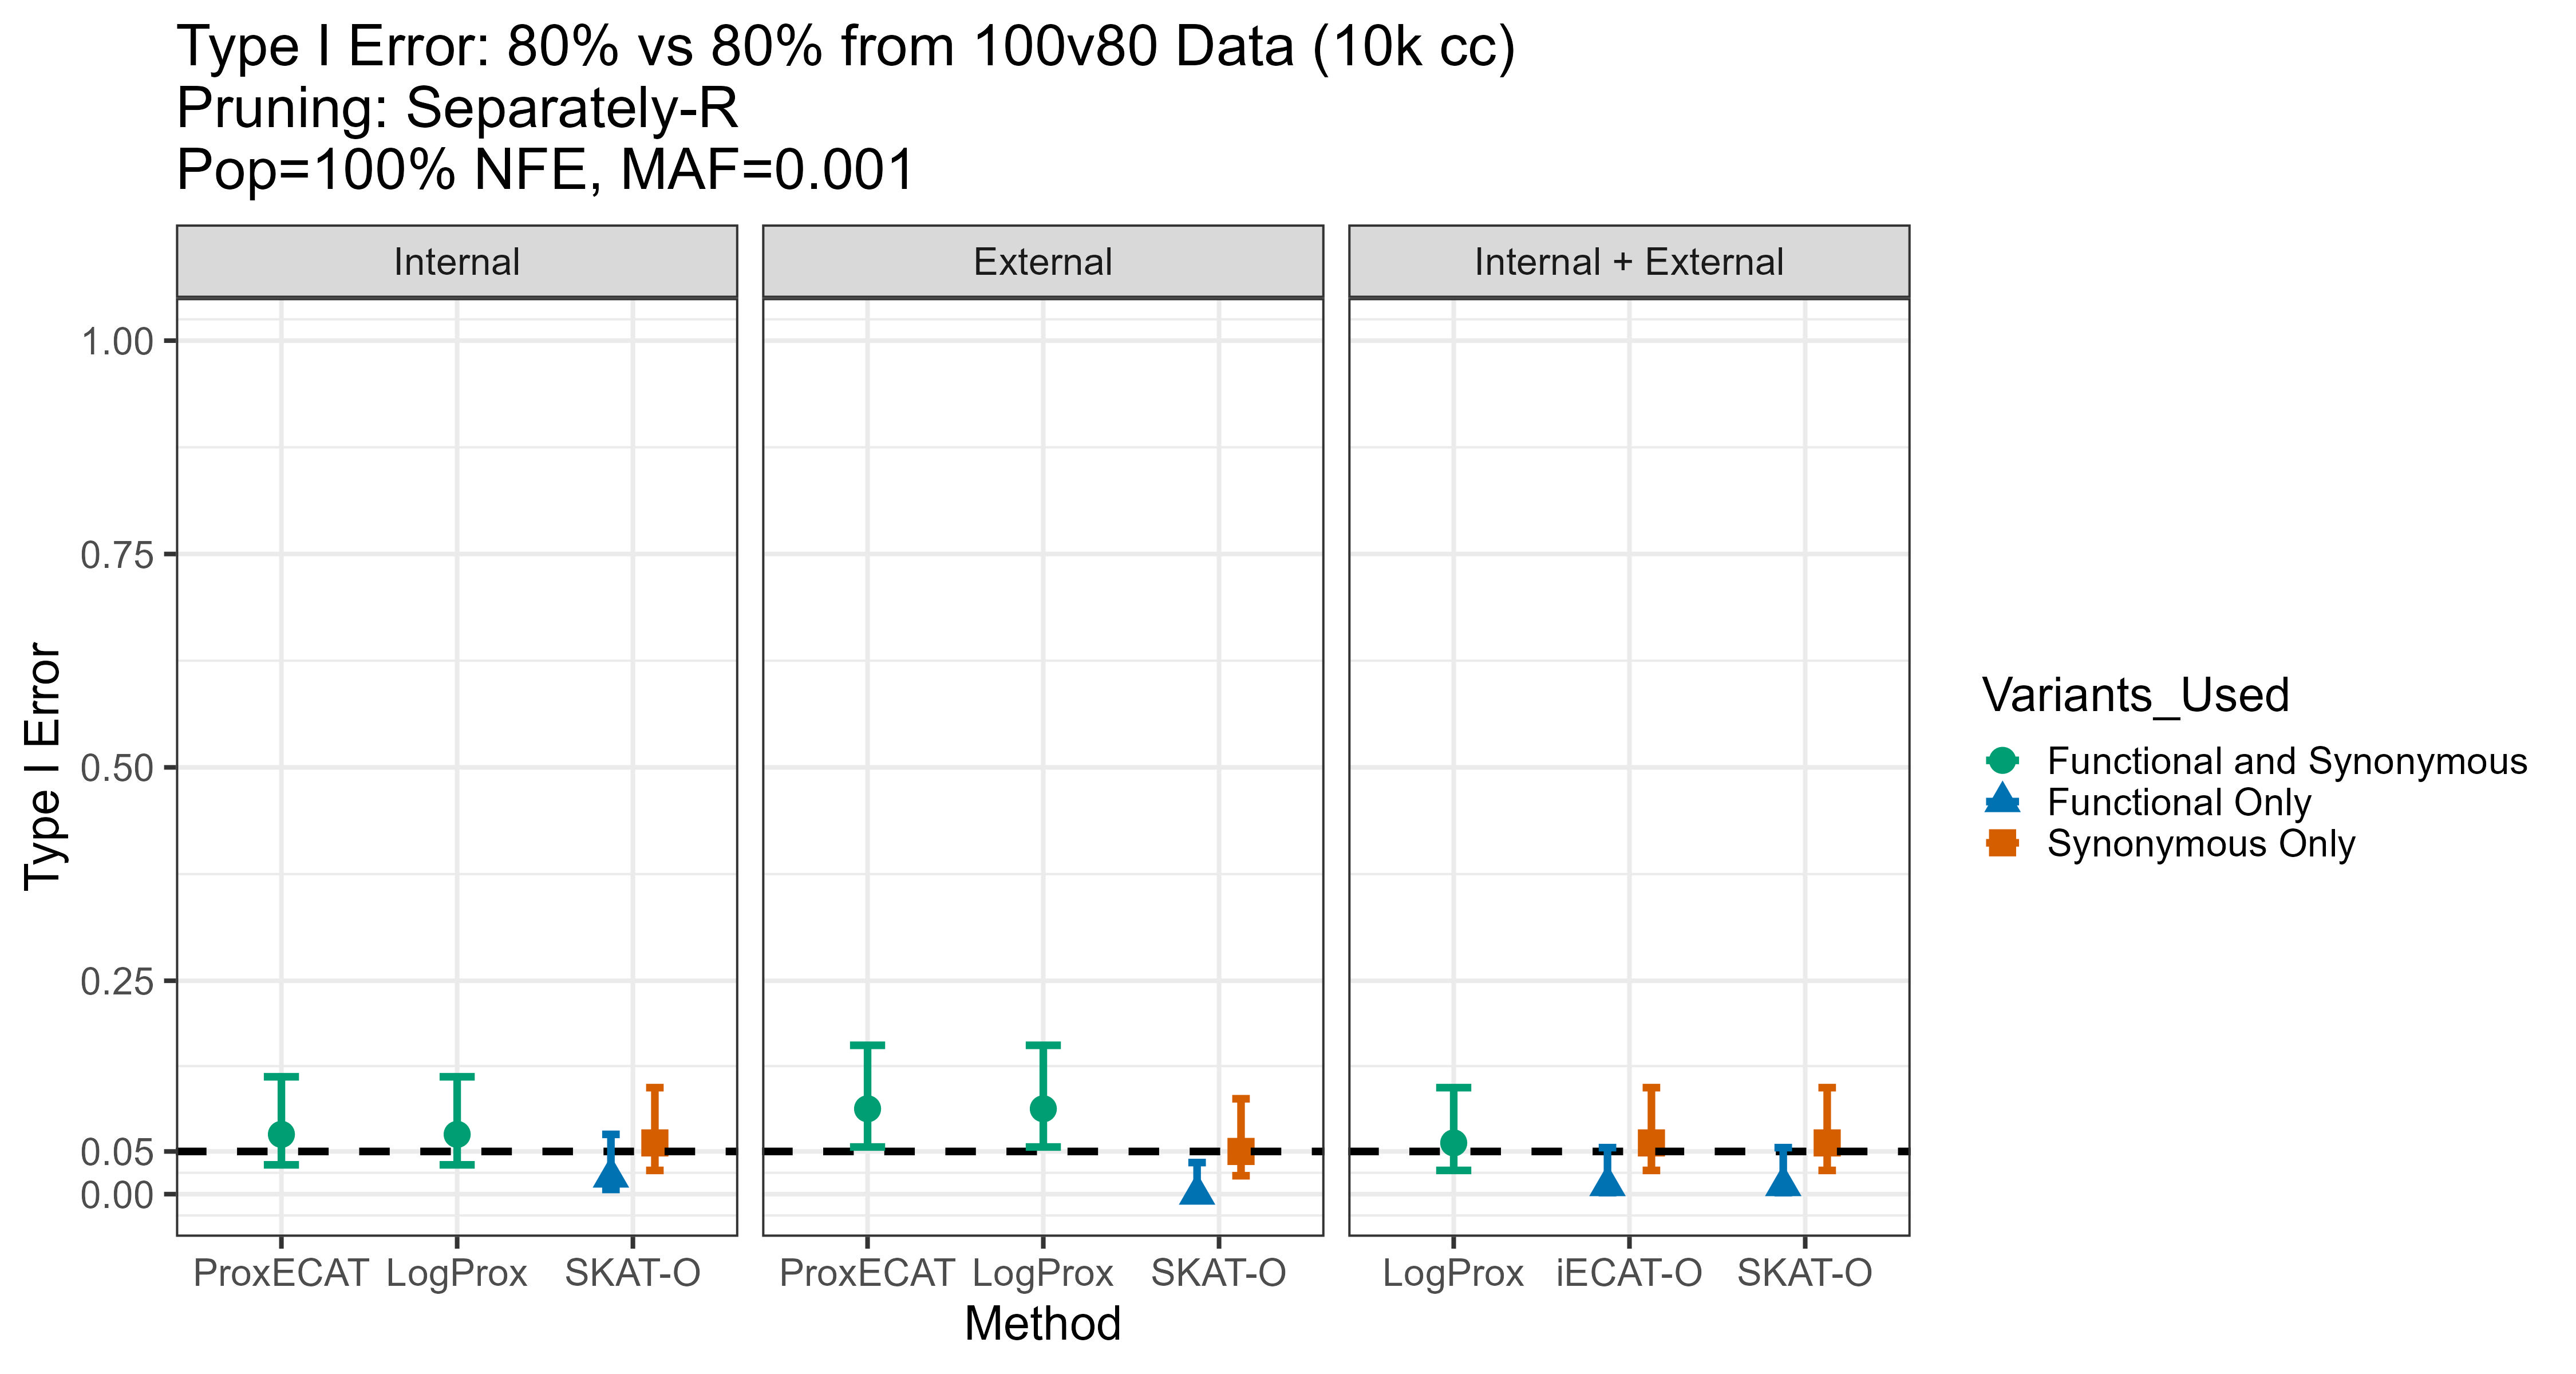 Type I Error: 80% vs 80% from 100v80 Data (10k cc)
Pruning: Separately-R
Pop=100% NFE, MAF=0.001
Internal
External
Internal + External
Type I Error
1.00
0.75
0.50
0.25
0.05
0.00
ProxECAT LogProx SKAT-O
ProxECAT LogProx SKAT-O
LogProx iECAT-O SKAT-O
Method
Variants_Used
Functional and Synonymous
Functional Only
Synonymous Only